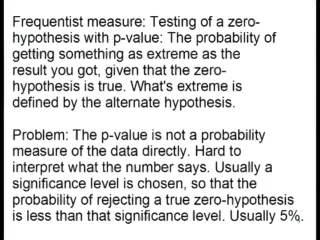 Frequentist measure: Testing of a zero-
hypothesis with p-value: The probability of
getting something as extreme as the
result you got, given that the zero-
hypothesis is true. What's extreme is
defined by the alternate hypothesis.
Problem: The p-value is not a probability
measure of the data directly. Hard to
interpret what the number says. Usually a
significance level is chosen, so that the
probability of rejecting a true zero-hypothesis
is less than that significance level. Usually 5%.